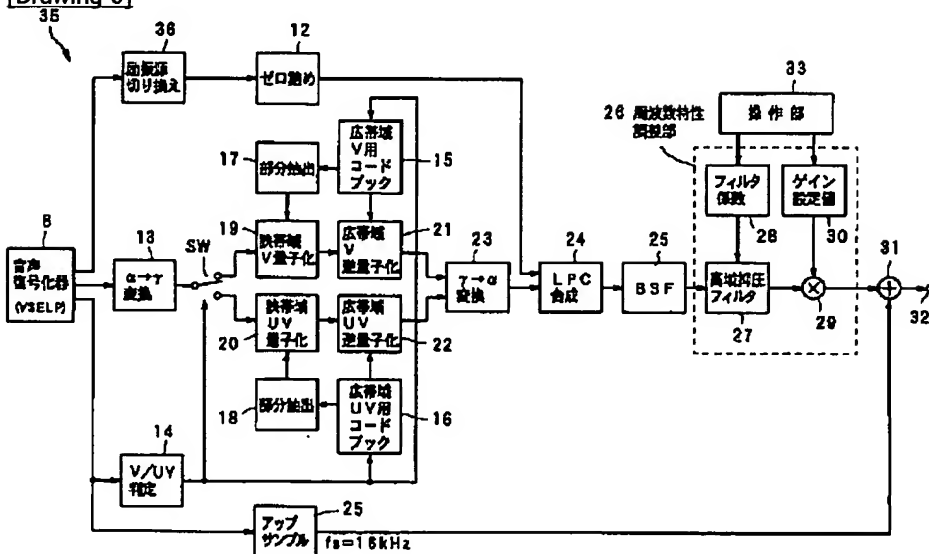 35
36
励振源
切り換え
12
ゼロ詰め
33
操作部
26 周波数特性
調整部
17
部分抽出
広帯域
V用
コード
ブック
15
フィルタ
係数
28
ゲイン
設定値
30
8
音声
(VSELP)
13
α→γ
変換
SW
19
狭帯域
V量子化
広帯域
V
逆量子化
21
23
γ→α
変換
24
LPC
合成
25
BSF
高域抑圧
フィルタ
27
29
31
32
20
狭帯域
UV
量子化
広帯域
UV
逆量子化
22
18
部分抽出
広帯域
UV用
コード
ブック
16
14
V/UV
判定
25
アップ
サンプル
fs=16kHz